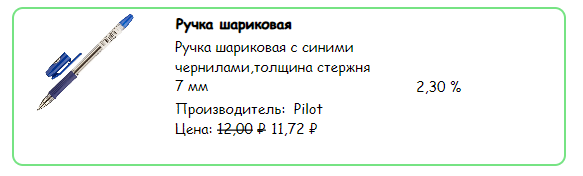 Ручка шариковая
Ручка шариковая с синими
чернилами,толщина стержня
7 мм
2,30 %
Производитель: Pilot
Цена: 12,00 ₽ 11,72 ₽